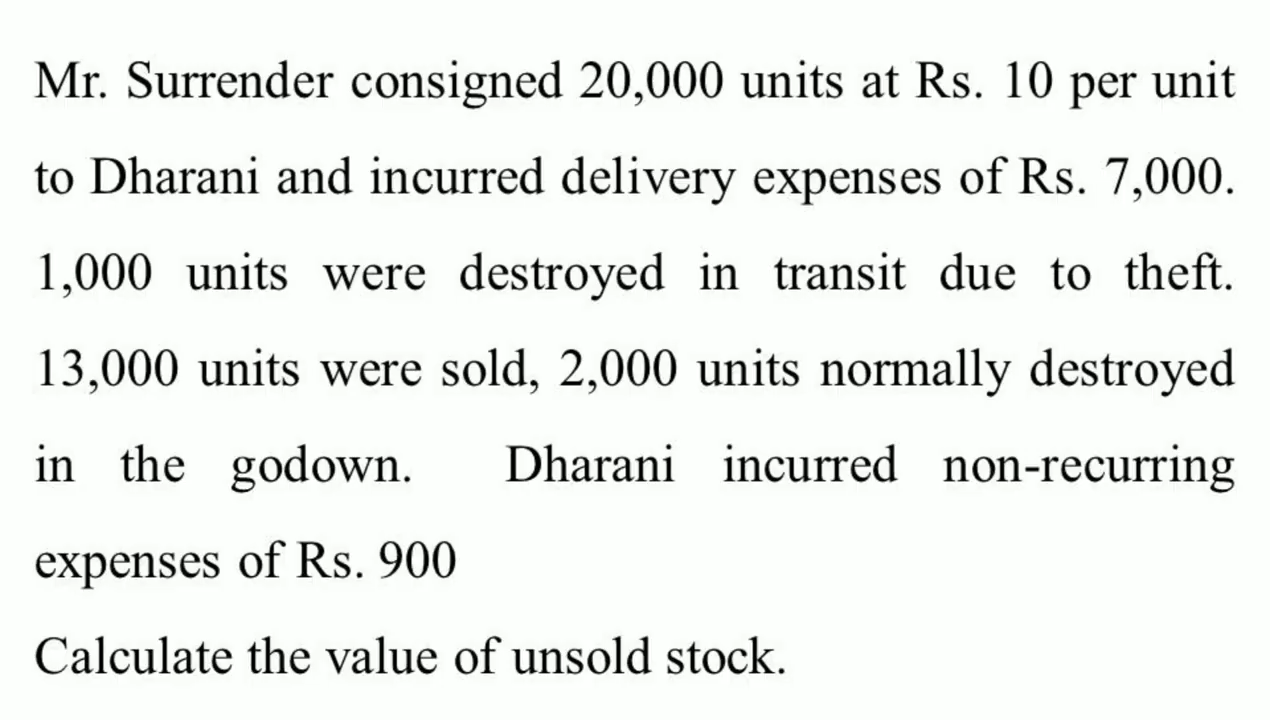 Mr. Surrender consigned 20,000 units at Rs. 10 per unit
to Dharani and incurred delivery expenses of Rs. 7,000.
1,000 units were destroyed in transit due to theft.
13,000 units were sold, 2,000 units normally destroyed
in the godown. Dharani incurred non-recurring
expenses of Rs. 900
Calculate the value of unsold stock.